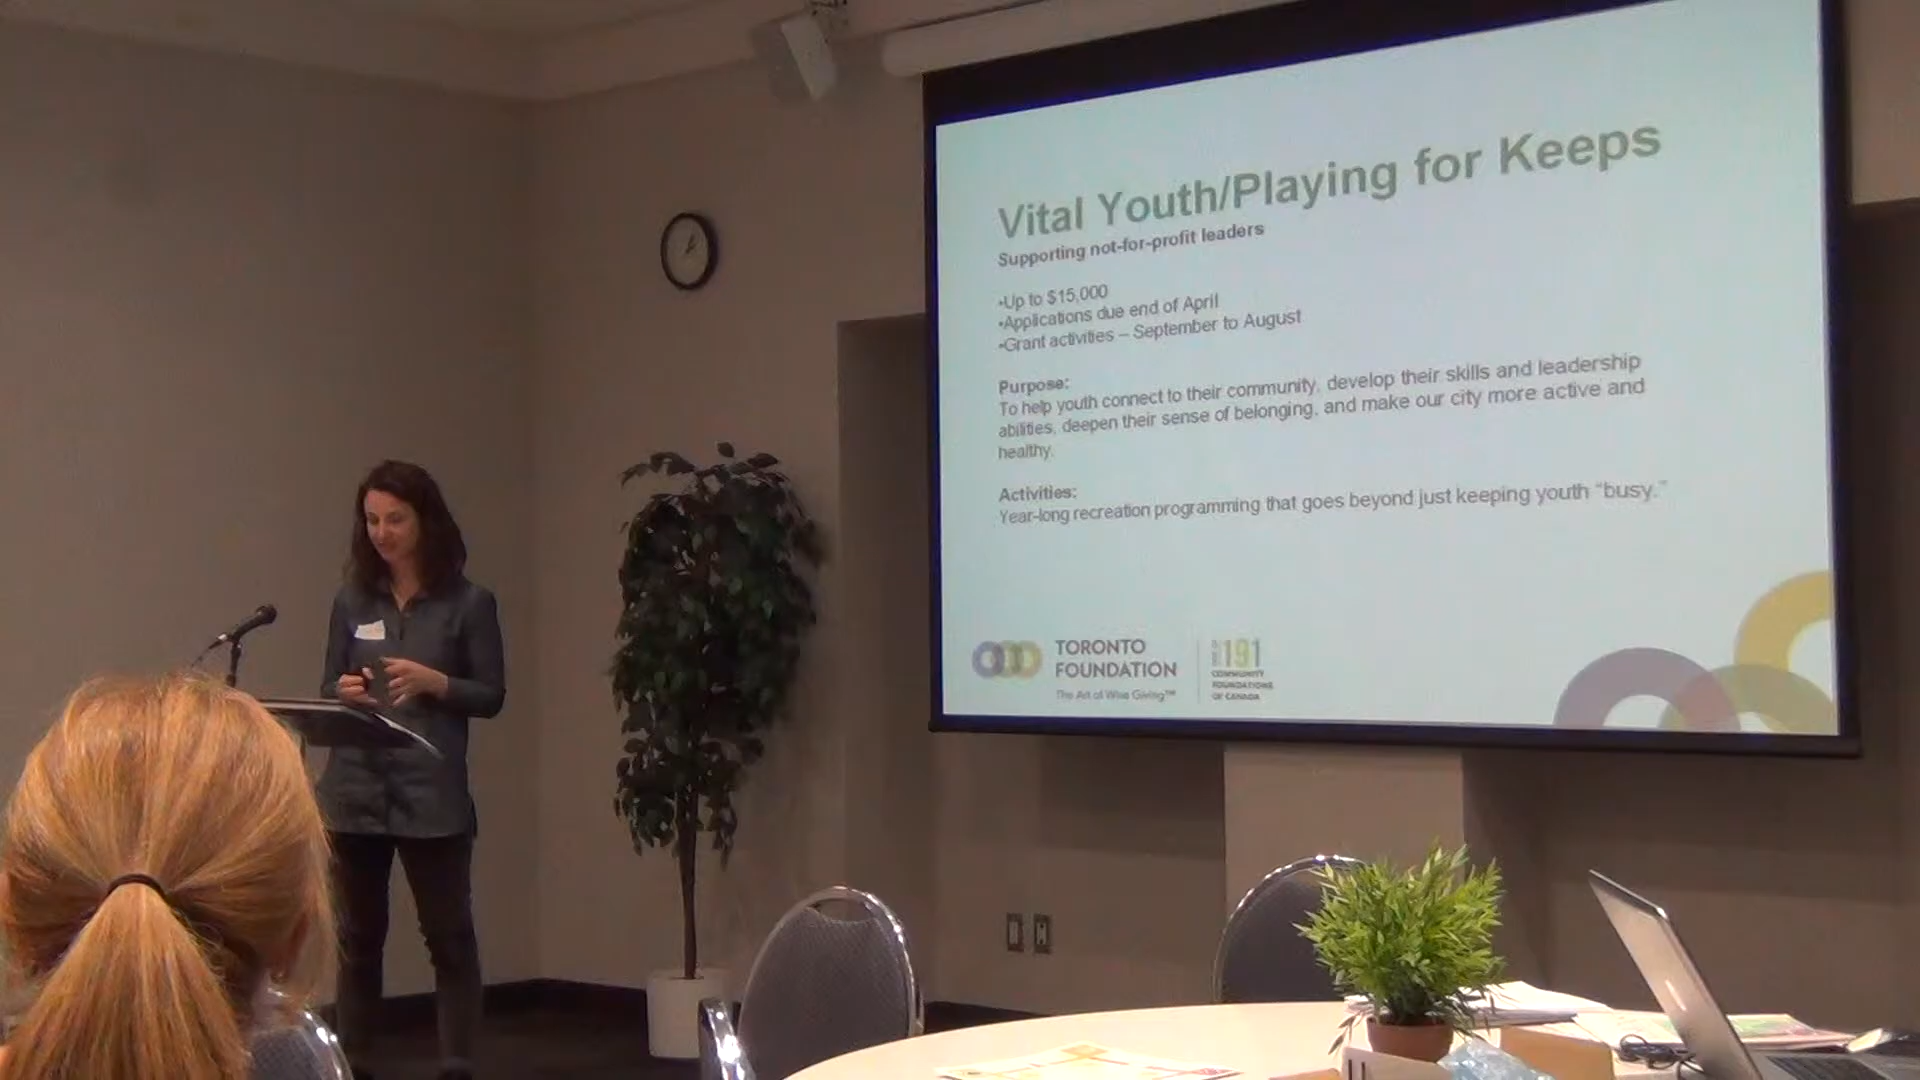 Vital Youth/Playing for Keeps
Supporting not-for-profit leaders
•Up to $15,000
•Applications due end of April
•Grant activities – September to August
Purpose:
To help youth connect to their community, develop their skills and leadership
abilities, deepen their sense of belonging, and make our city more active and
healthy.
Activities:
Year-long recreation programming that goes beyond just keeping youth “busy.”
TORONTO
FOUNDATION
The Art of Wise Giving™
191
COMMUNITY
FOUNDATIONS
OF CANADA